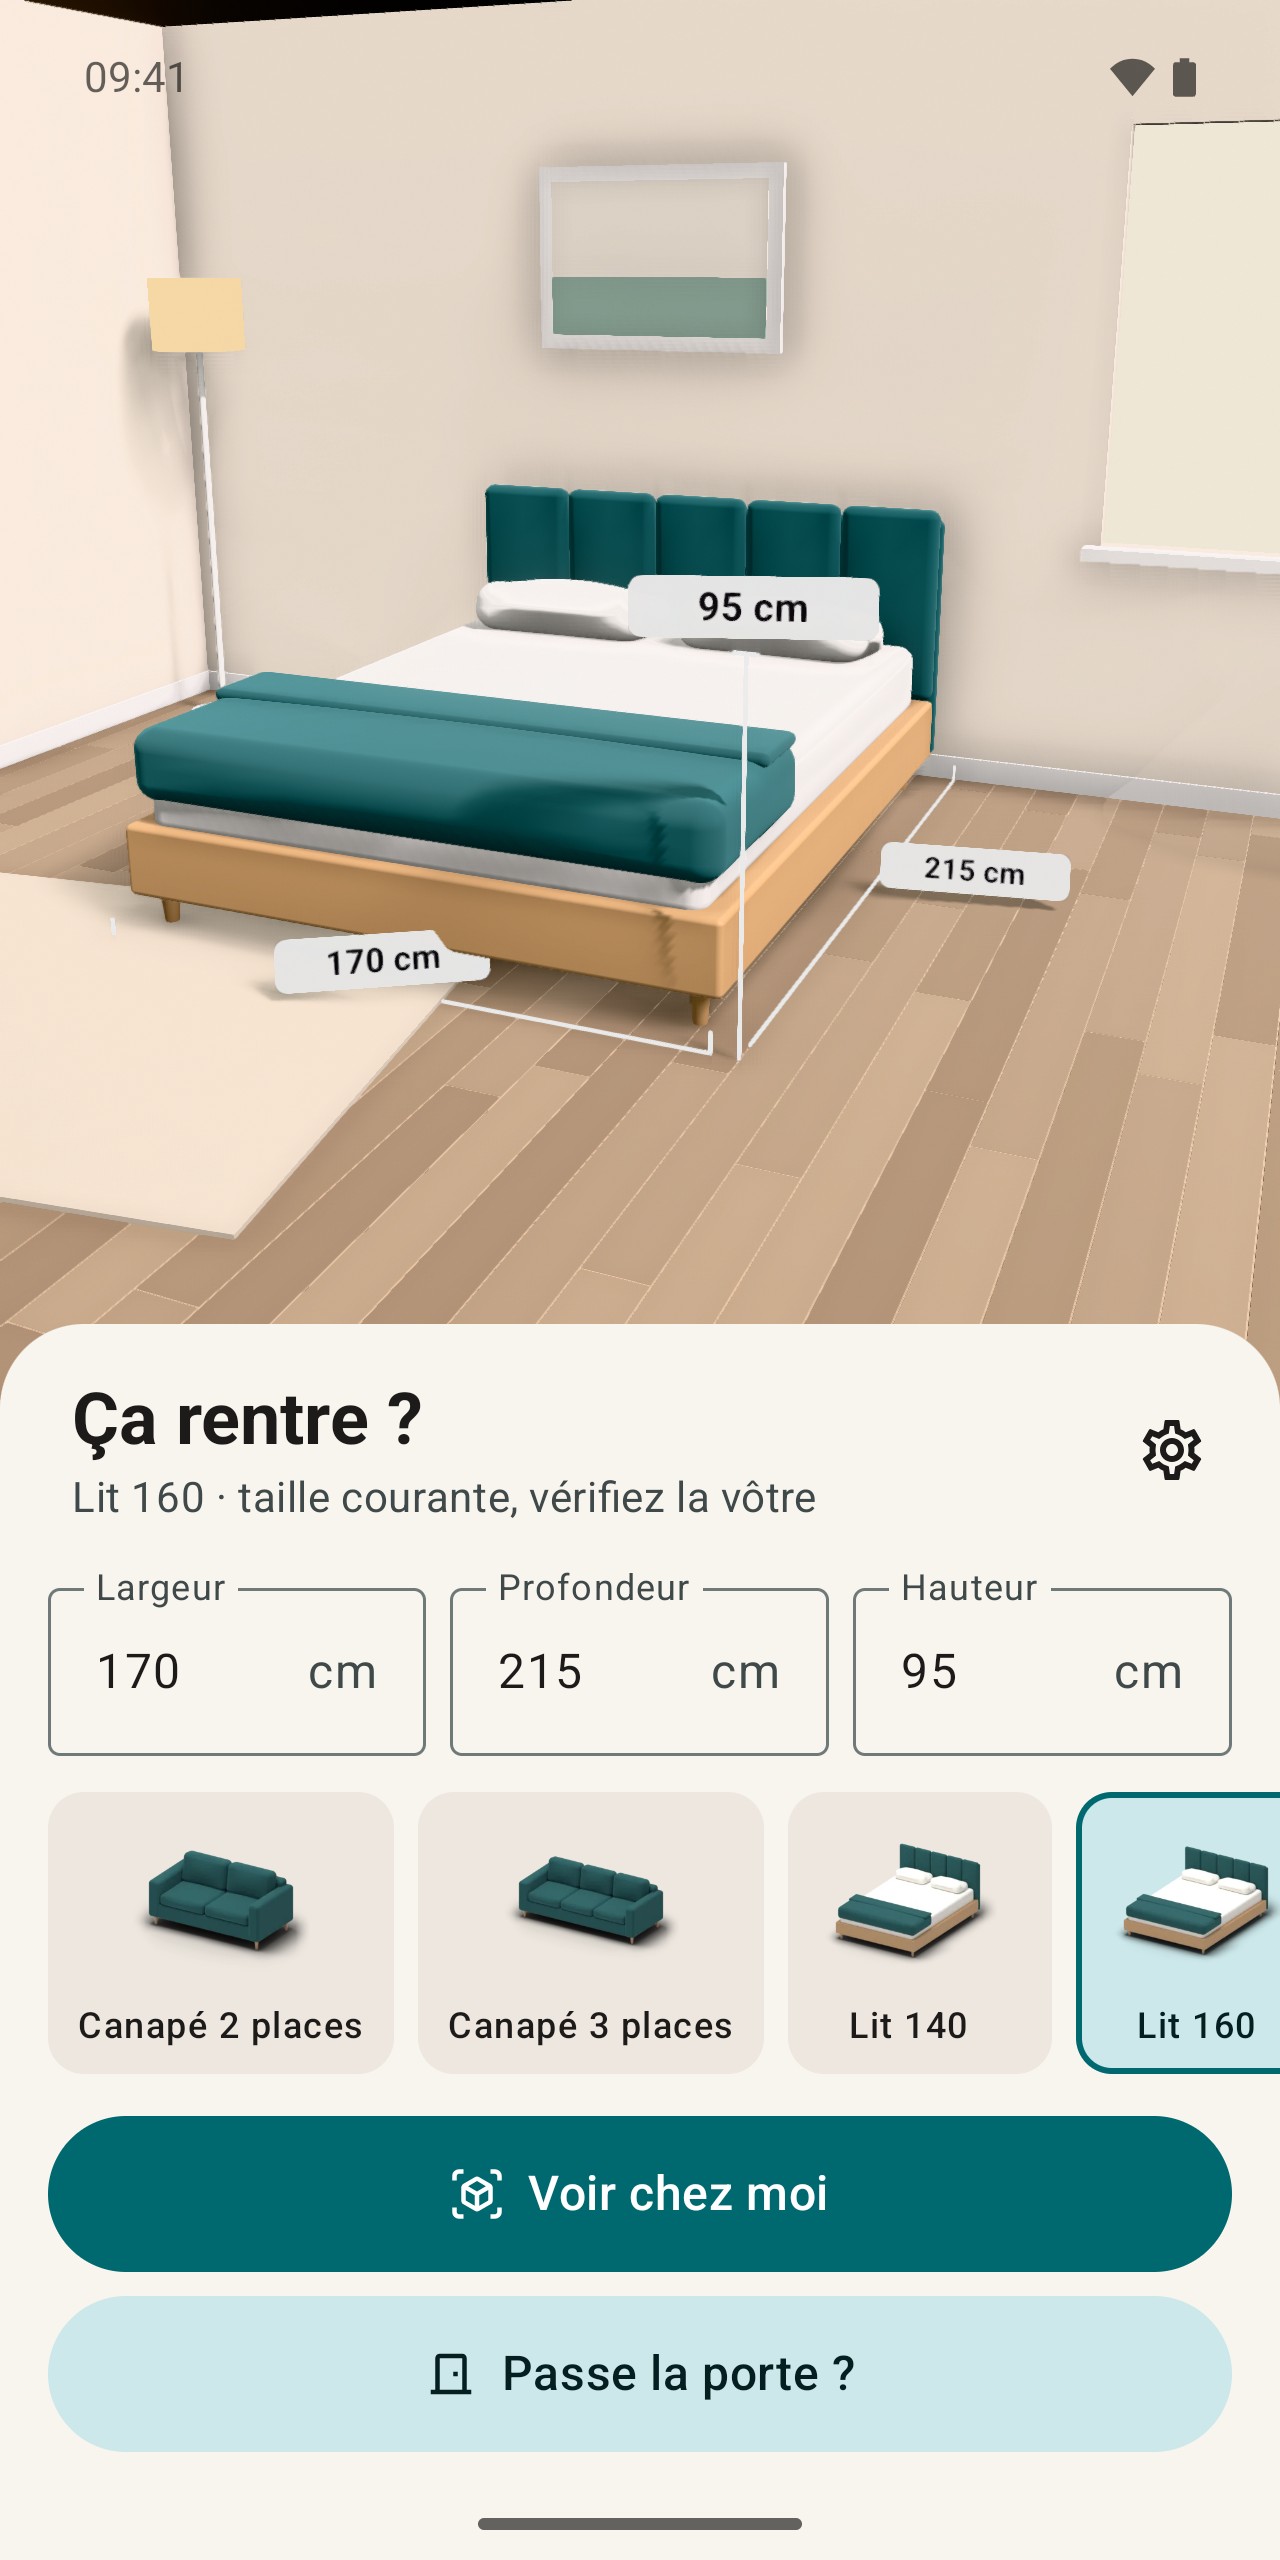 09:41
95 cm
215 cm
170 cm
Ça rentre ?
Lit 160 · taille courante, vérifiez la vôtre
Largeur
Profondeur
Hauteur
170 cm
215 cm
95 cm
Canapé 2 places
Canapé 3 places
Lit 140
Lit 160
Voir chez moi
Passe la porte ?